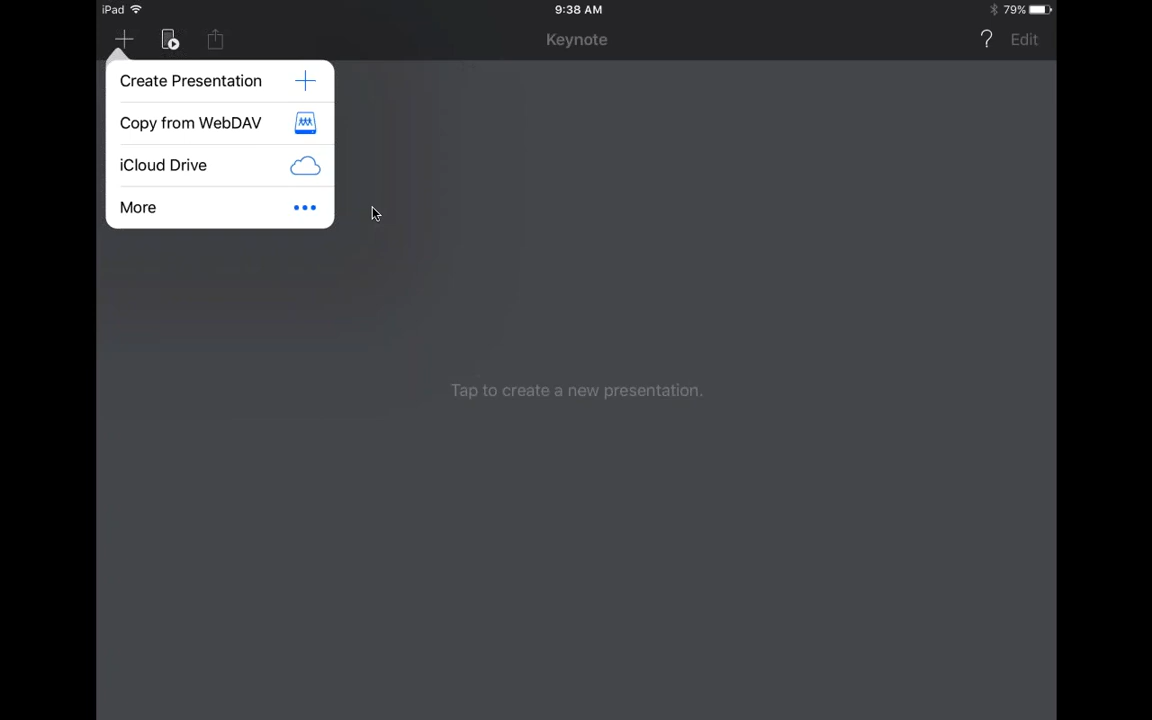 iPad
9:38 AM
79%
Keynote
? Edit
Create Presentation
Copy from WebDAV
iCloud Drive
More
Tap to create a new presentation.